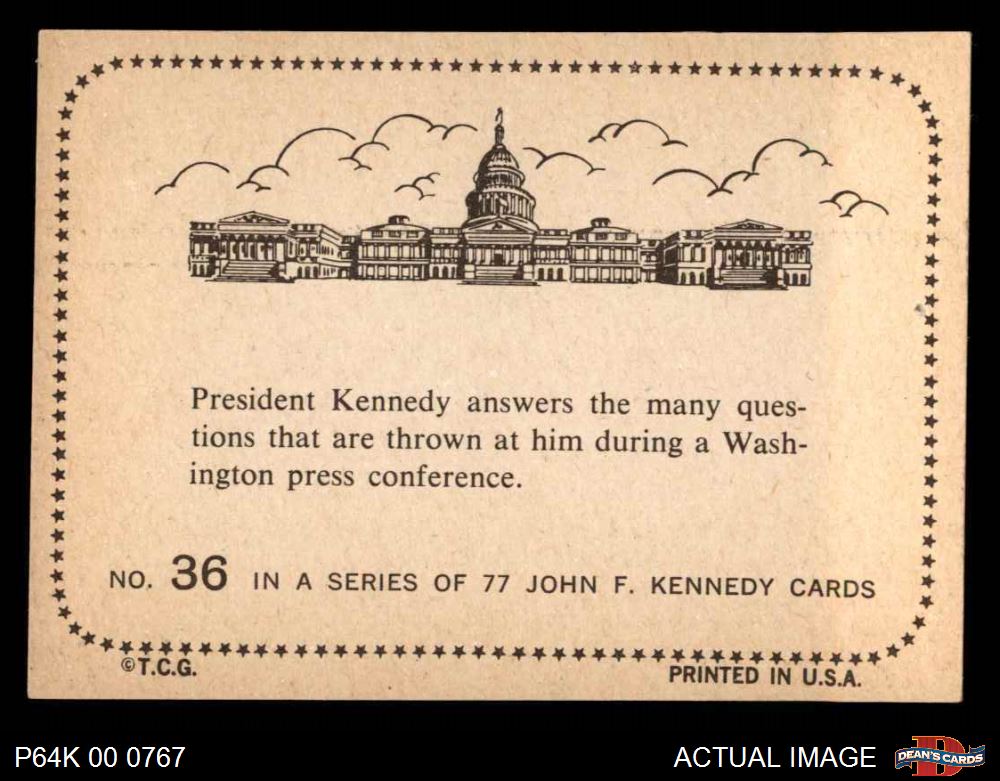 President Kennedy answers the many ques-
tions that are thrown at him during a Wash-
ington press conference.
NO. 36 IN A SERIES OF 77 JOHN F. KENNEDY CARDS
©T.C.G.
PRINTED IN U.S.A.
P64K 00 0767
ACTUAL IMAGE
D
DEAN'S CARDS